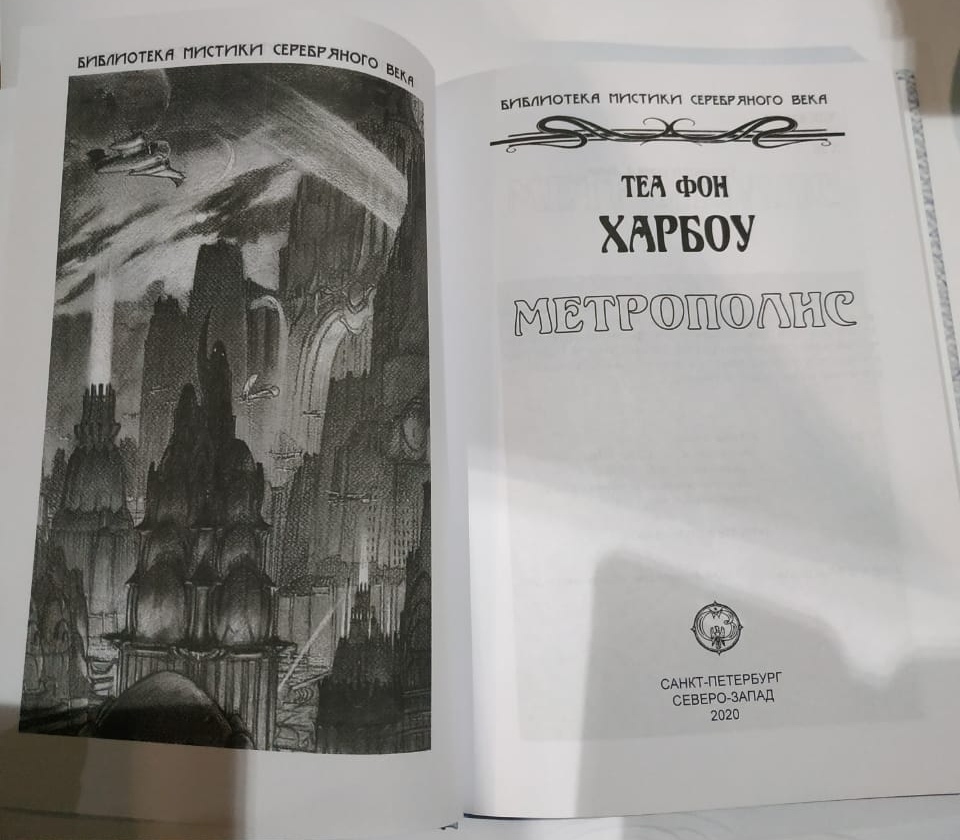 БИБЛИОТЕКА МИСТИКИ СЕРЕБРЯНОГО ВЕКА
БИБЛИОТЕКА МИСТИКИ СЕРЕБРЯНОГО ВЕКА
ТЕА ФОН
ХАРБОУ
МЕТРОПОЛИС
САНКТ-ПЕТЕРБУРГ
СЕВЕРО-ЗАПАД
2020